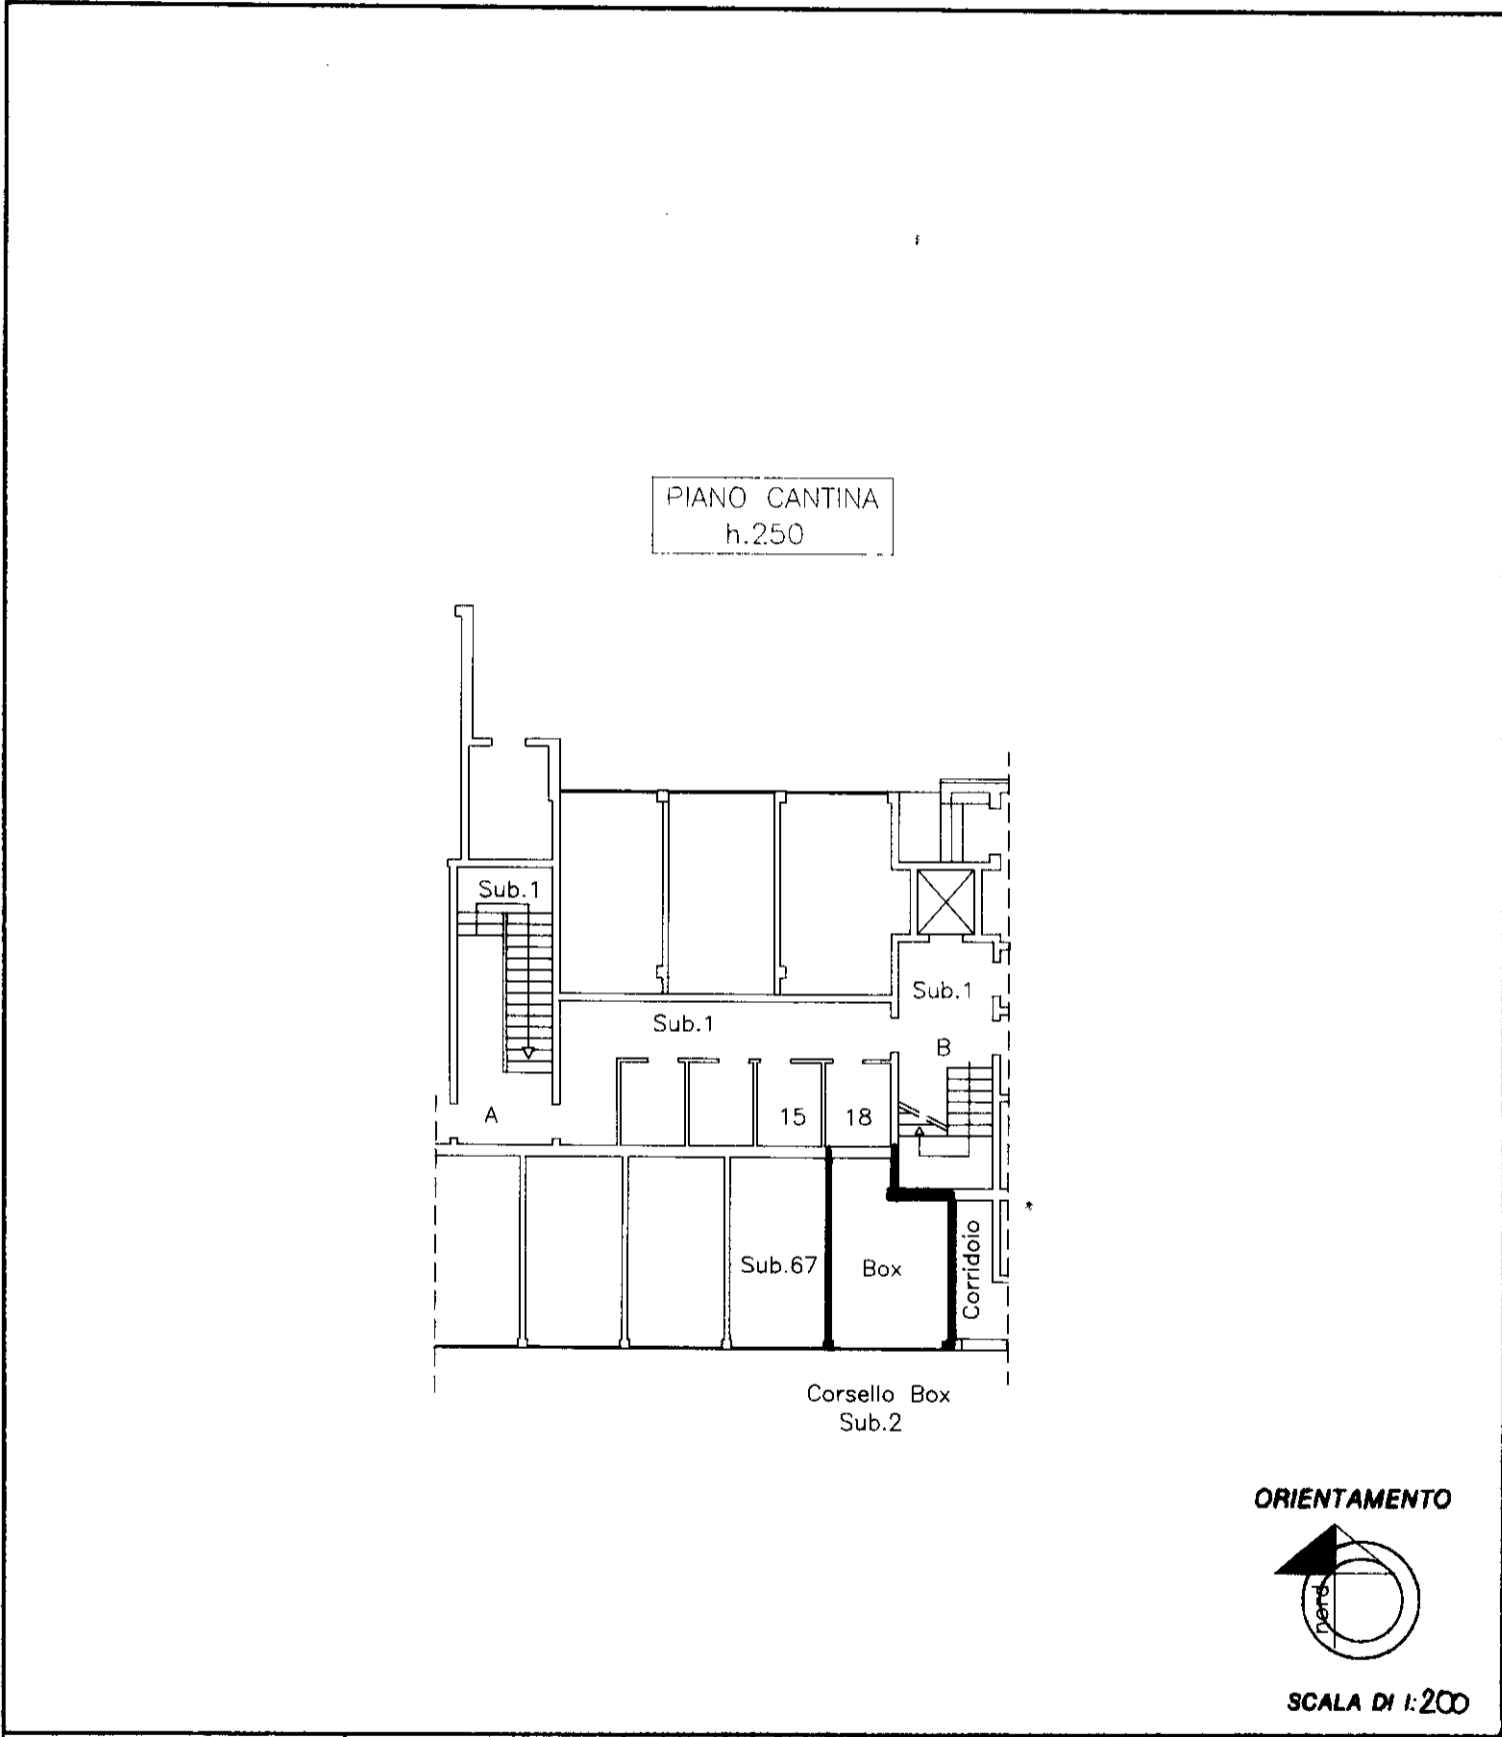 PIANO CANTINA
h.250
Sub.1
Sub.1
Sub.1
B
A
15
18
Sub.67
Box
Corridoio
Corsello Box
Sub.2
ORIENTAMENTO
nord
SCALA DI 1:200